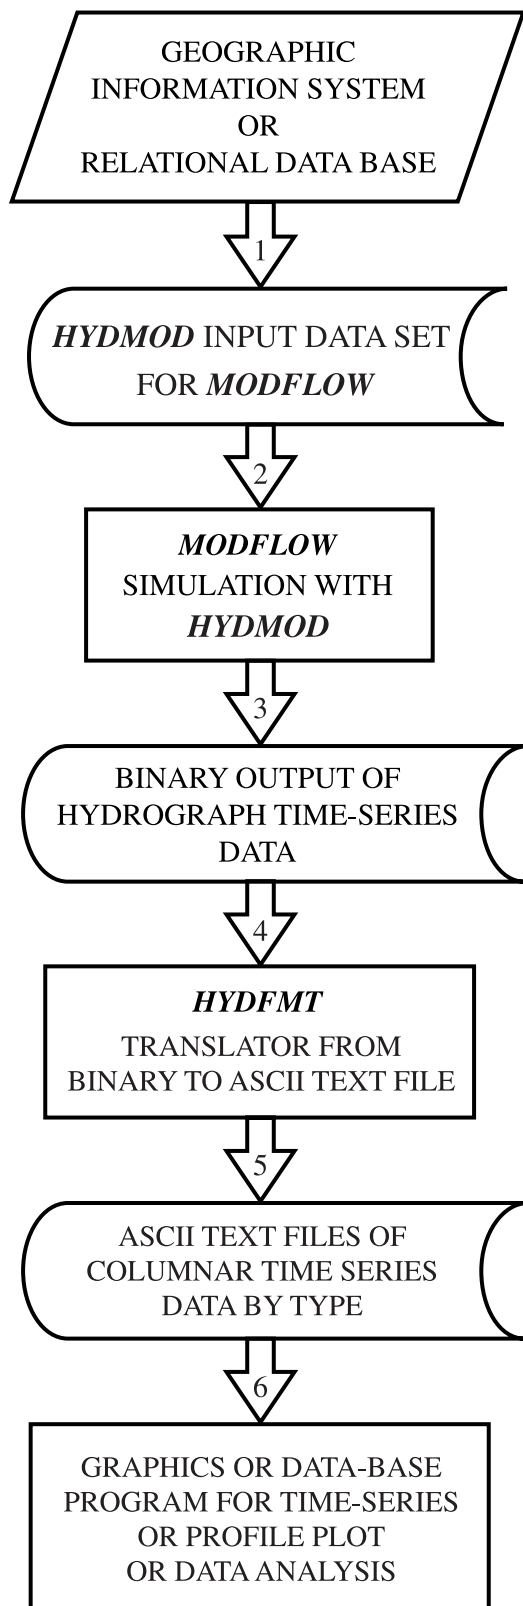 GEOGRAPHIC
INFORMATION SYSTEM
OR
RELATIONAL DATA BASE
1
HYDMOD INPUT DATA SET
FOR MODFLOW
2
MODFLOW
SIMULATION WITH
HYDMOD
3
BINARY OUTPUT OF
HYDROGRAPH TIME-SERIES
DATA
4
HYDFMT
TRANSLATOR FROM
BINARY TO ASCII TEXT FILE
5
ASCII TEXT FILES OF
COLUMNAR TIME SERIES
DATA BY TYPE
6
GRAPHICS OR DATA-BASE
PROGRAM FOR TIME-SERIES
OR PROFILE PLOT
OR DATA ANALYSIS